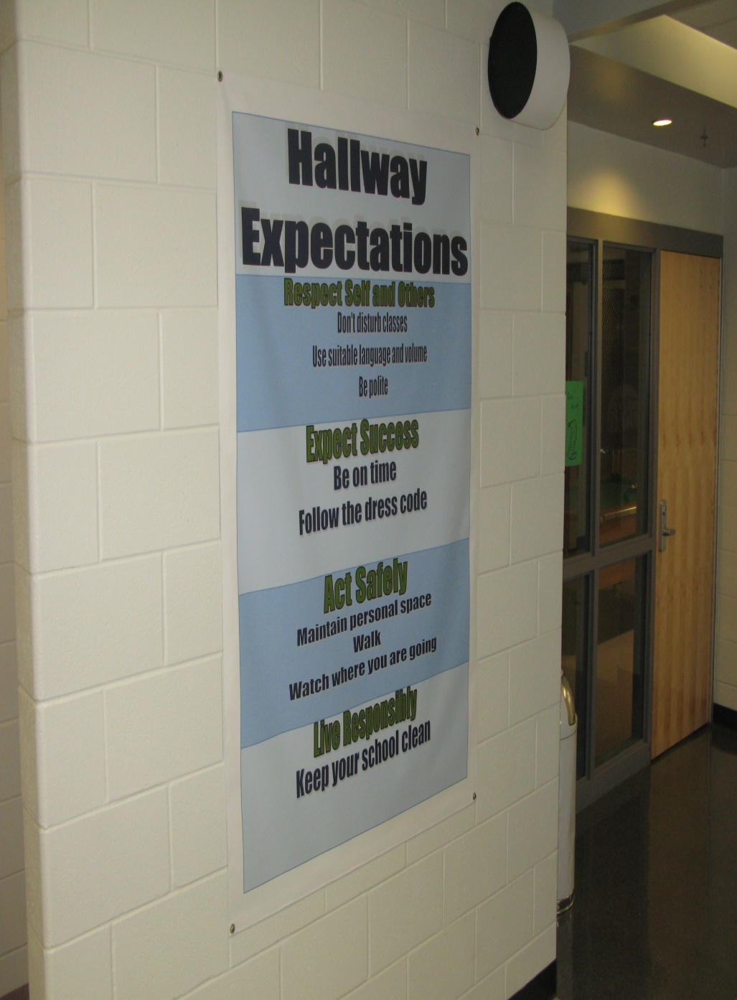 Hallway
Expectations
Respect Self and Others
Don't disturb classes
Use suitable language and volume
Be polite
Expect Success
Be on time
Follow the dress code
Act Safely
Maintain personal space
Walk
Watch where you are going
Live Responsibly
Keep your school clean